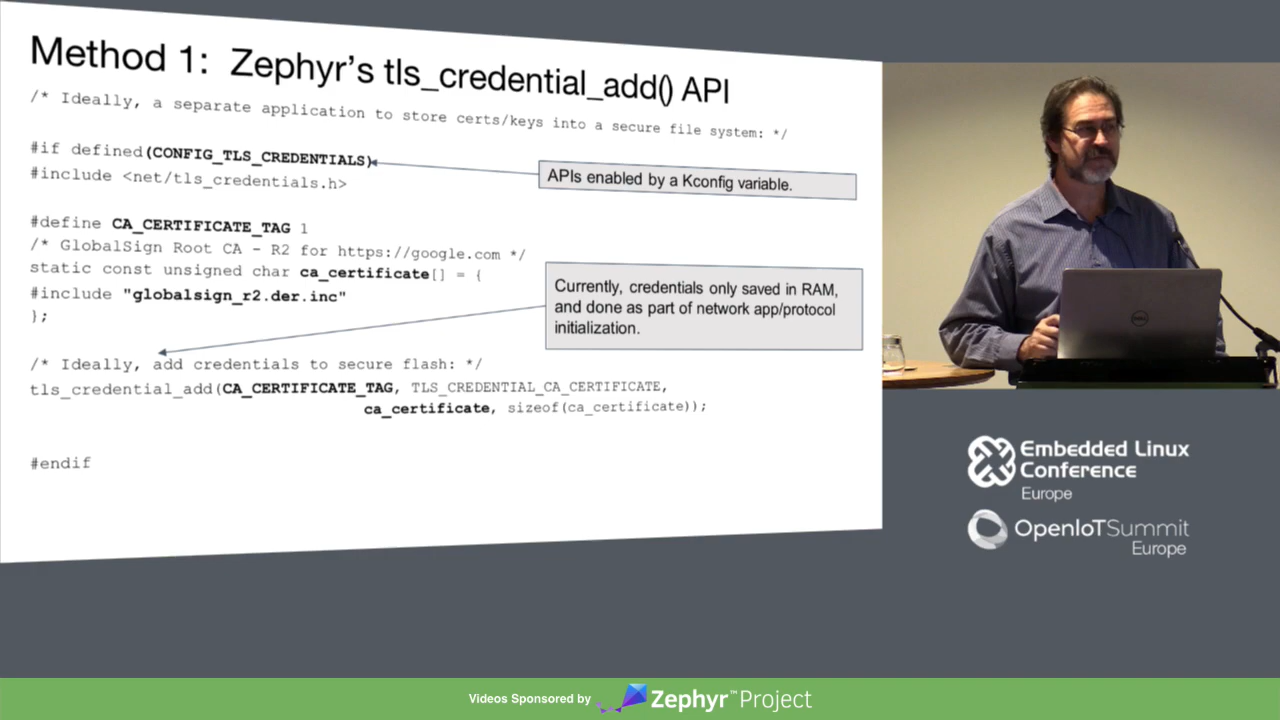 Method 1: Zephyr's tls_credential_add() API
/* Ideally, a separate application to store certs/keys into a secure file system: */
#if defined(CONFIG_TLS_CREDENTIALS)
APIs enabled by a Kconfig variable.
#include <net/tls_credentials.h>
#define CA_CERTIFICATE_TAG 1
/* GlobalSign Root CA - R2 for https://google.com */
static const unsigned char ca_certificate[] = {
#include "globalsign_r2.der.inc"
};
Currently, credentials only saved in RAM,
and done as part of network app/protocol
initialization.
/* Ideally, add credentials to secure flash: */
tls_credential_add(CA_CERTIFICATE_TAG, TLS_CREDENTIAL_CA_CERTIFICATE,
ca_certificate, sizeof(ca_certificate));
#endif
DELL
Embedded Linux
Conference
Europe
OpenIoTSummit
Europe
Videos Sponsored by Zephyr™Project